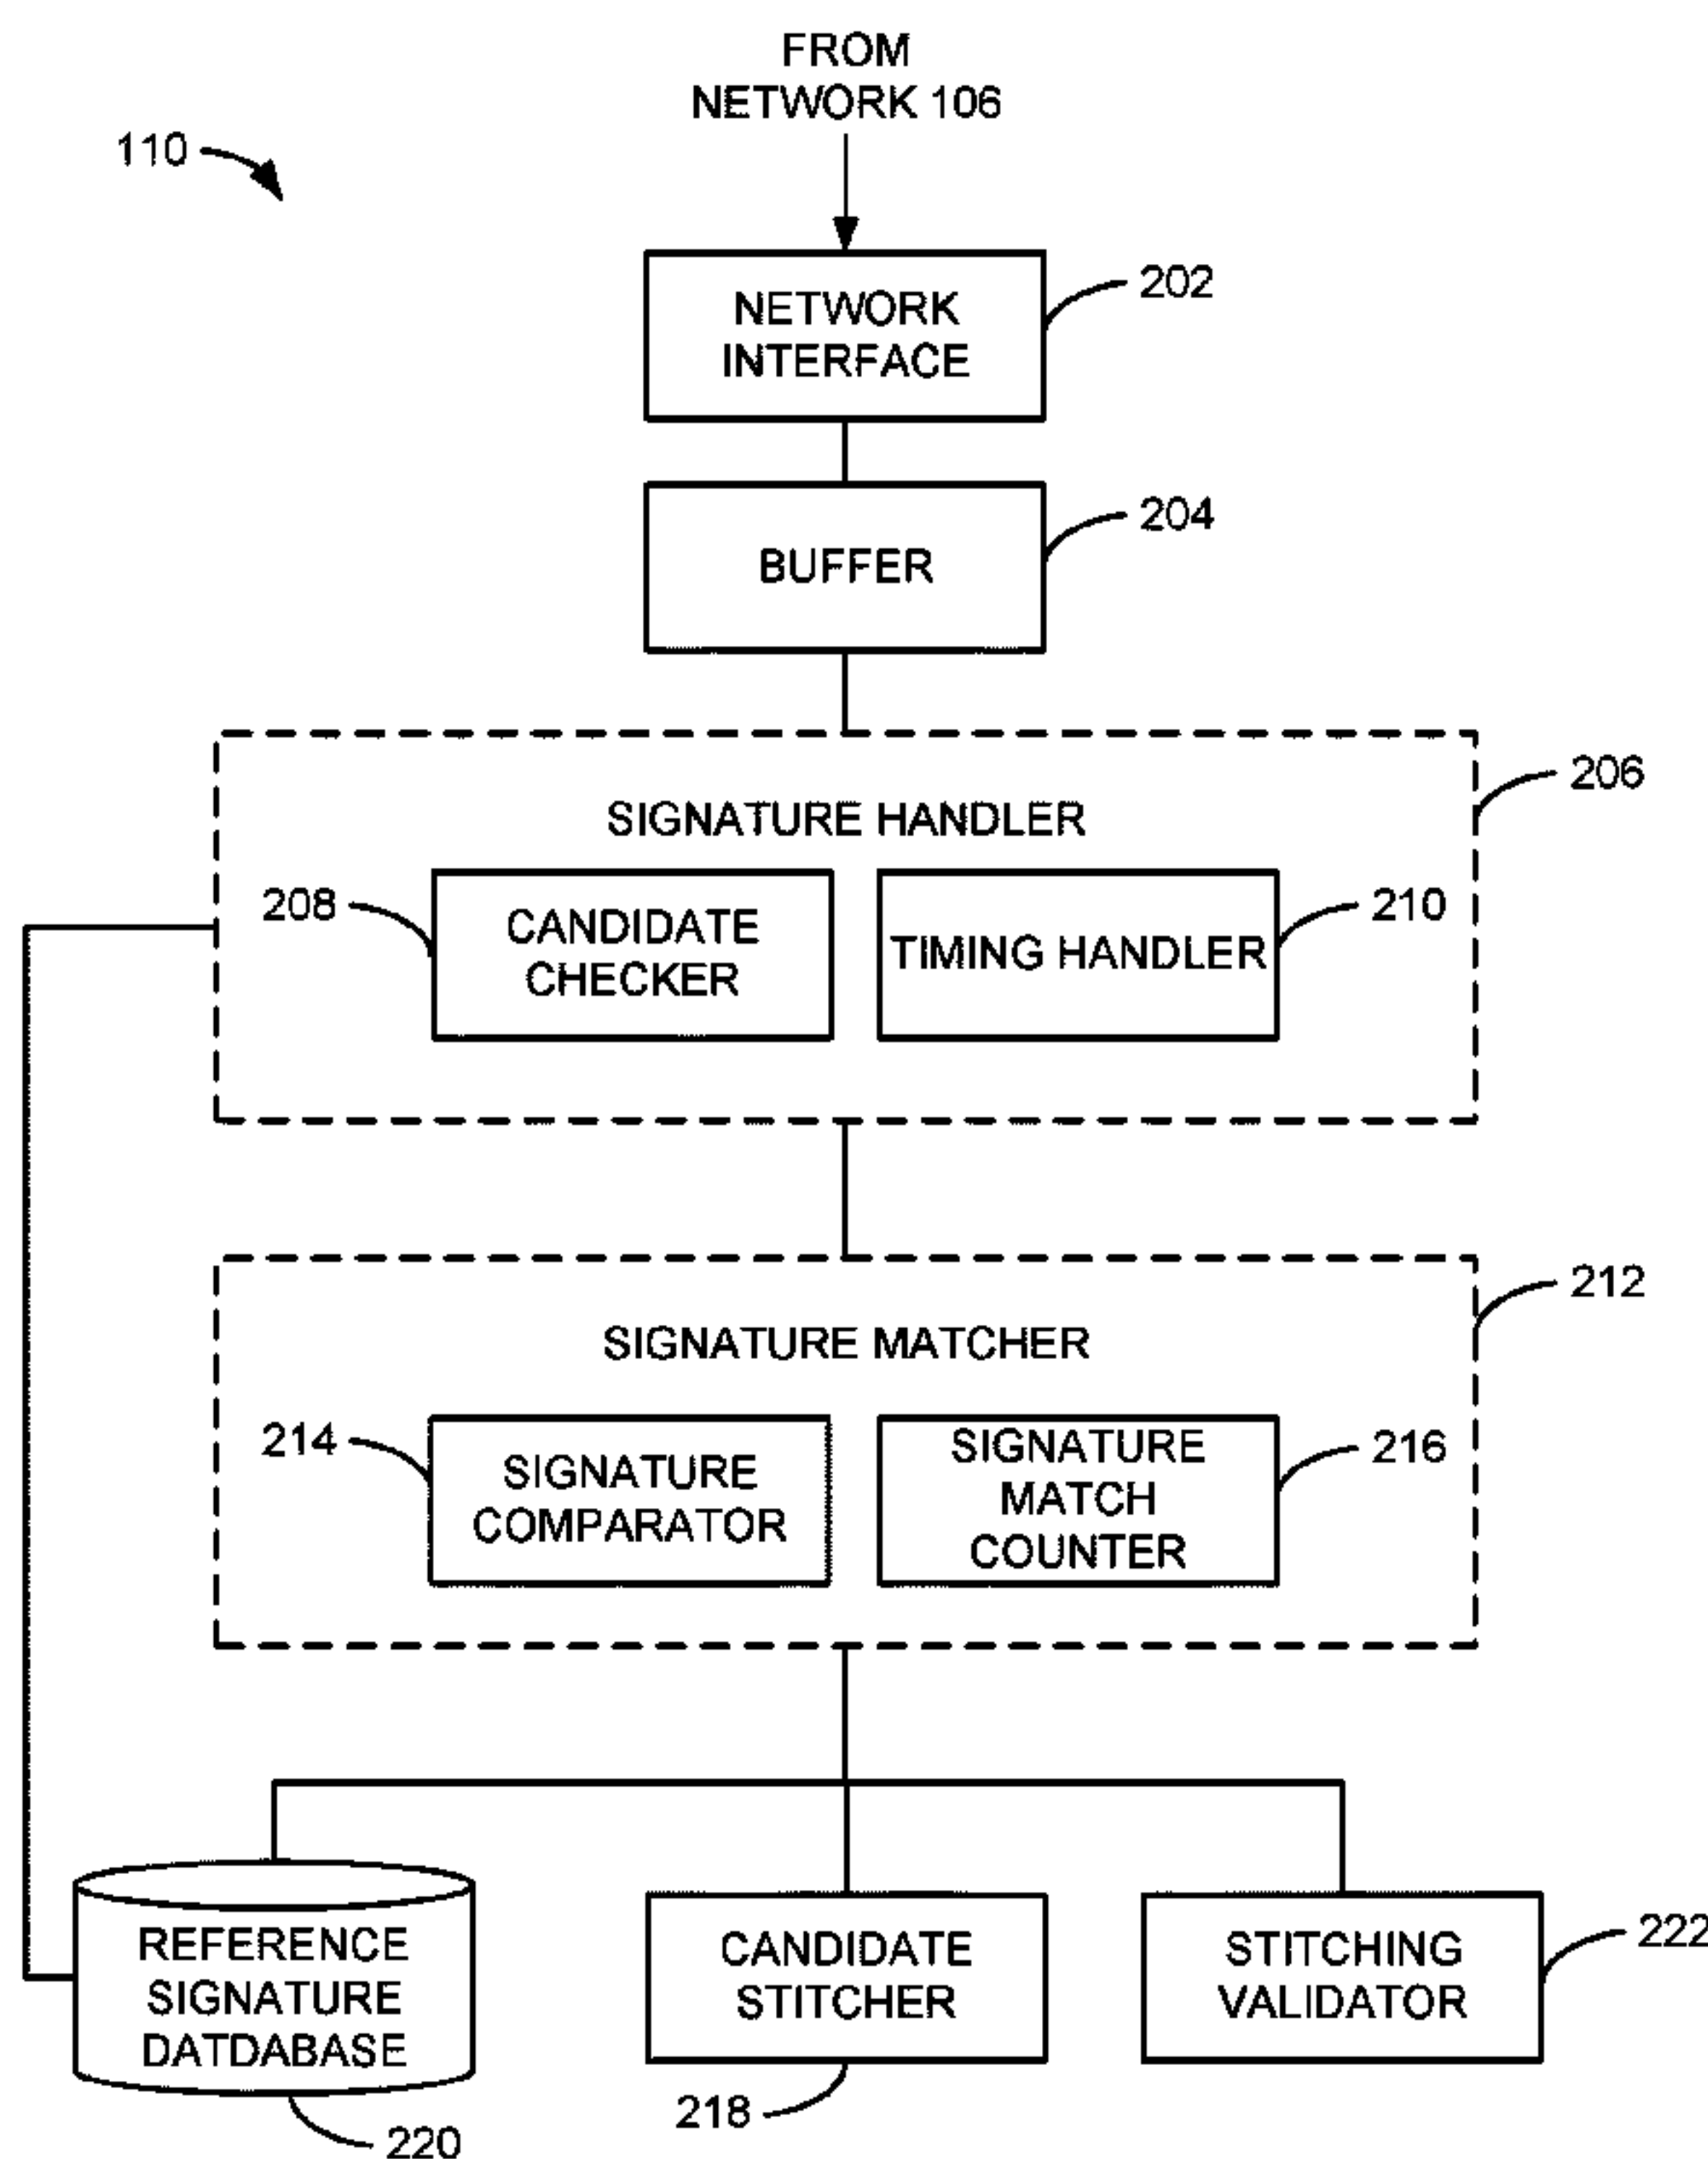 FROM
NETWORK 106
110
NETWORK
INTERFACE
202
BUFFER
204
206
SIGNATURE HANDLER
208
CANDIDATE
CHECKER
TIMING HANDLER
210
212
SIGNATURE MATCHER
214
SIGNATURE
COMPARATOR
SIGNATURE
MATCH
COUNTER
216
REFERENCE
SIGNATURE
DATDABASE
220
CANDIDATE
STITCHER
218
STITCHING
VALIDATOR
222